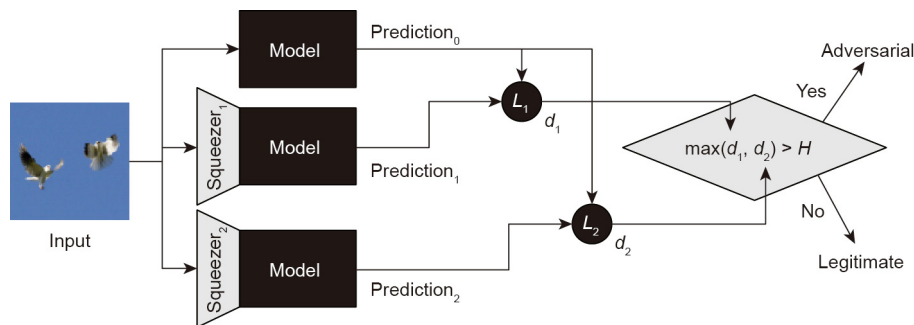 Input
Model
Prediction₀
Squeezer₁
Model
Prediction₁
Squeezer₂
Model
Prediction₂
L₁
d₁
L₂
d₂
max(d₁, d₂) > H
Yes
Adversarial
No
Legitimate